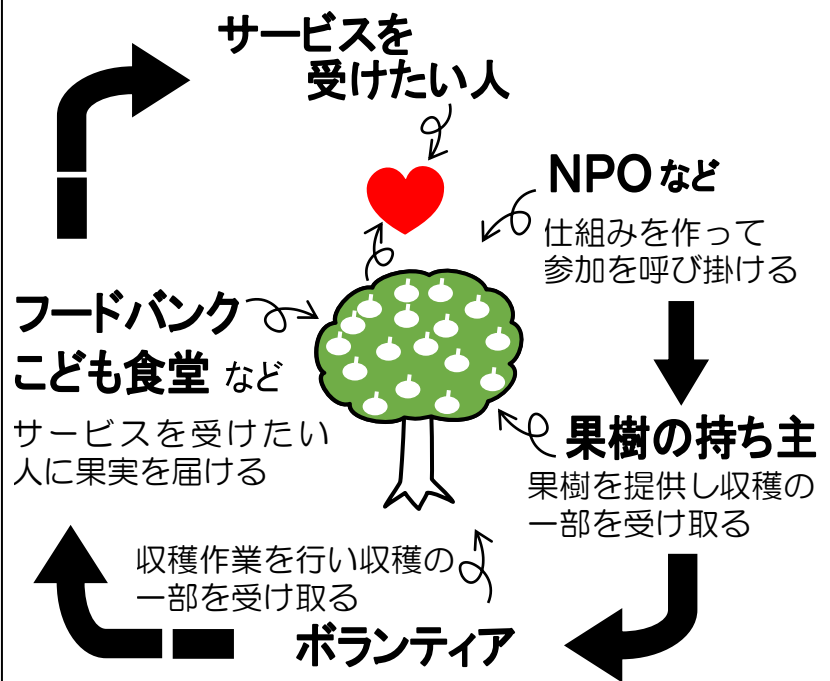 サービスを
受けたい人
NPOなど
仕組みを作って
参加を呼び掛ける
フードバンク
こども食堂 など
サービスを受けたい
人に果実を届ける
果樹の持ち主
果樹を提供し収穫の
一部を受け取る
収穫作業を行い収穫の
一部を受け取る
ボランティア